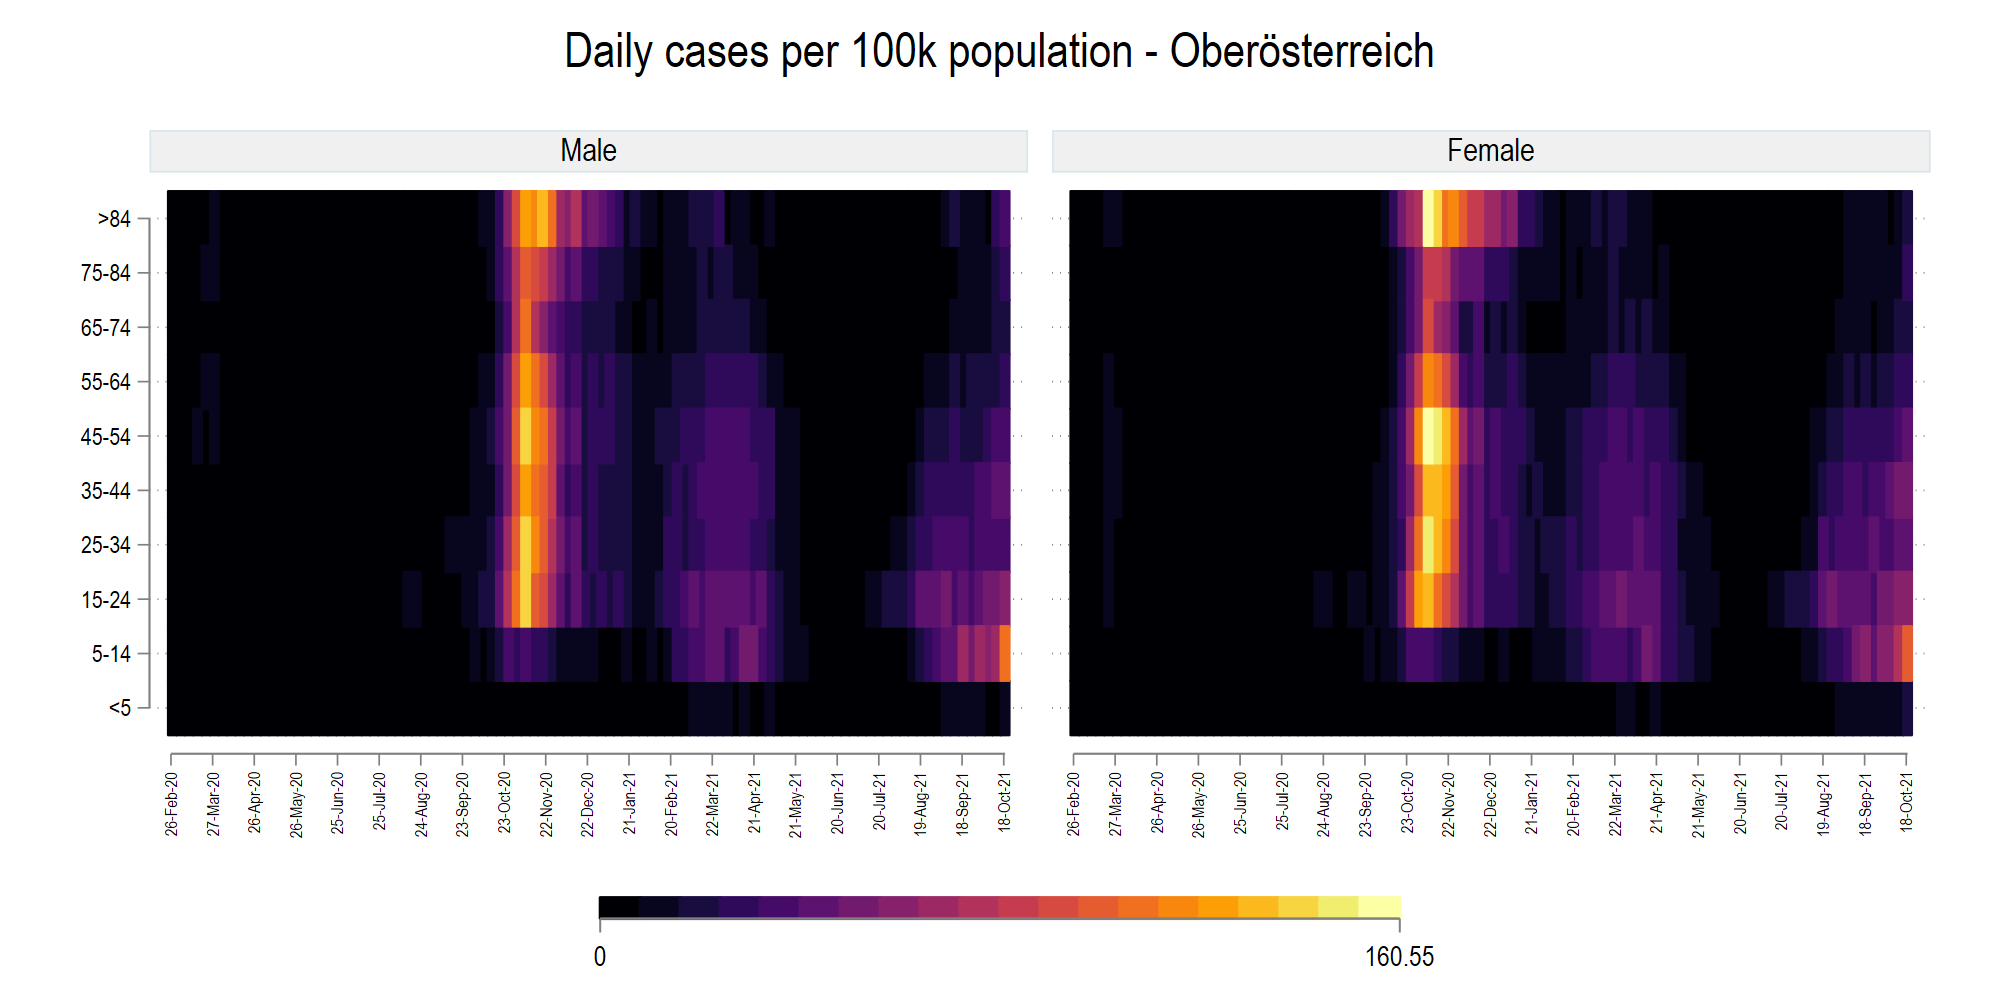 Daily cases per 100k population - Oberösterreich
Male
Female
>84
75-84
65-74
55-64
45-54
35-44
25-34
15-24
5-14
<5
26-Feb-20
27-Mar-20
26-Apr-20
26-May-20
25-Jun-20
25-Jul-20
24-Aug-20
23-Sep-20
23-Oct-20
22-Nov-20
22-Dec-20
21-Jan-21
20-Feb-21
22-Mar-21
21-Apr-21
21-May-21
20-Jun-21
20-Jul-21
19-Aug-21
18-Sep-21
18-Oct-21
26-Feb-20
27-Mar-20
26-Apr-20
26-May-20
25-Jun-20
25-Jul-20
24-Aug-20
23-Sep-20
23-Oct-20
22-Nov-20
22-Dec-20
21-Jan-21
20-Feb-21
22-Mar-21
21-Apr-21
21-May-21
20-Jun-21
20-Jul-21
19-Aug-21
18-Sep-21
18-Oct-21
0
160.55